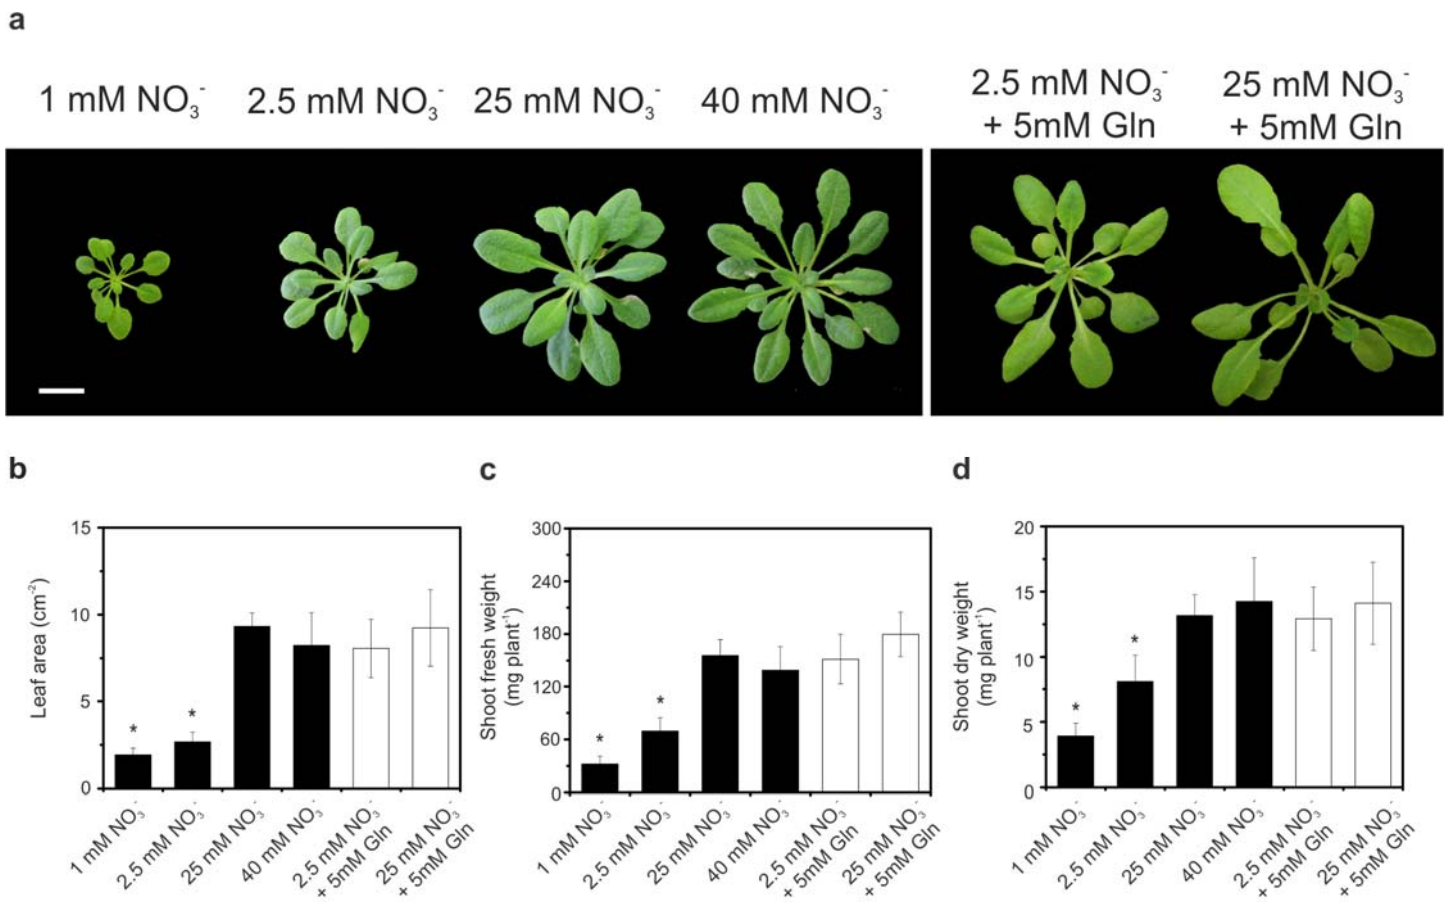 a
1 mM NO₃⁻ 2.5 mM NO₃⁻ 25 mM NO₃⁻ 40 mM NO₃⁻
2.5 mM NO₃⁻
+ 5mM Gln
25 mM NO₃⁻
+ 5mM Gln
b
Leaf area (cm⁻²)
15
10
5
0
1 mM NO₃⁻
2.5 mM NO₃⁻
25 mM NO₃⁻
40 mM NO₃⁻
2.5 mM NO₃⁻
+ 5mM Gln
25 mM NO₃⁻
+ 5mM Gln
* *
c
Shoot fresh weight
(mg plant⁻¹)
300
240
180
120
60
0
1 mM NO₃⁻
2.5 mM NO₃⁻
25 mM NO₃⁻
40 mM NO₃⁻
2.5 mM NO₃⁻
+ 5mM Gln
25 mM NO₃⁻
+ 5mM Gln
* *
d
Shoot dry weight
(mg plant⁻¹)
20
15
10
5
0
1 mM NO₃⁻
2.5 mM NO₃⁻
25 mM NO₃⁻
40 mM NO₃⁻
2.5 mM NO₃⁻
+ 5mM Gln
25 mM NO₃⁻
+ 5mM Gln
* *